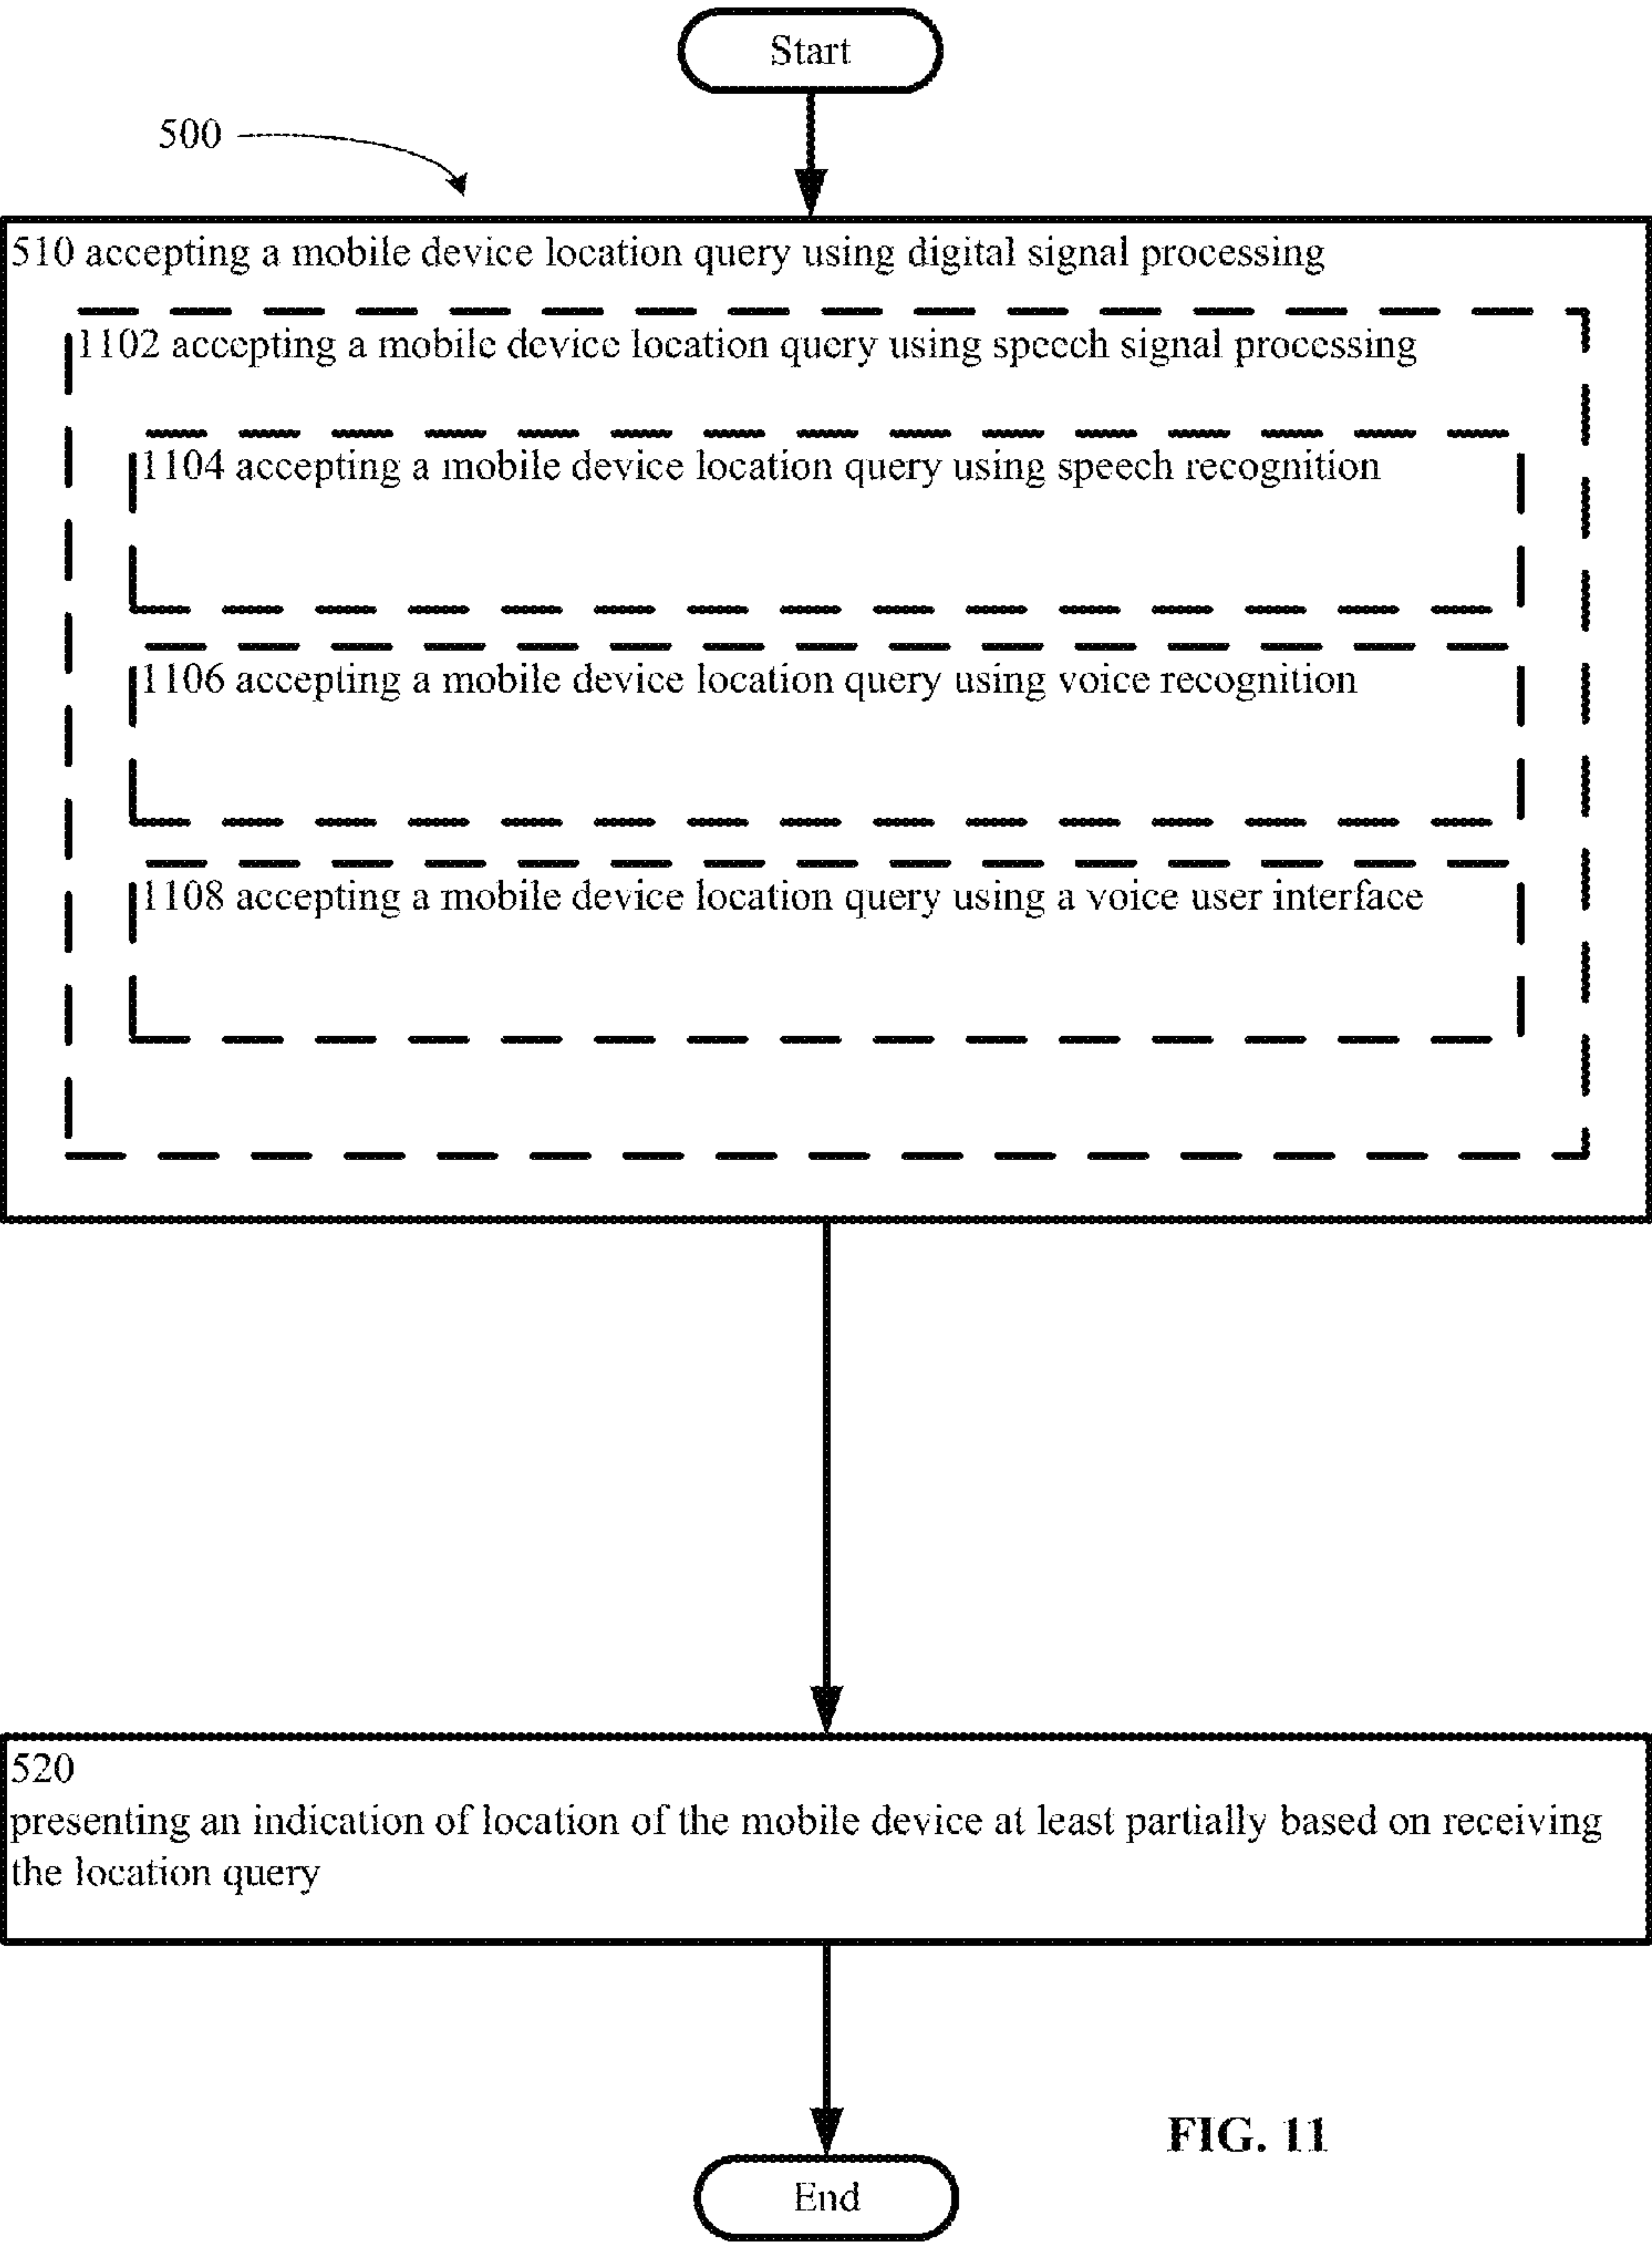 Start
500
510 accepting a mobile device location query using digital signal processing
1102 accepting a mobile device location query using speech signal processing
1104 accepting a mobile device location query using speech recognition
1106 accepting a mobile device location query using voice recognition
1108 accepting a mobile device location query using a voice user interface
520
presenting an indication of location of the mobile device at least partially based on receiving
the location query
FIG. 11
End